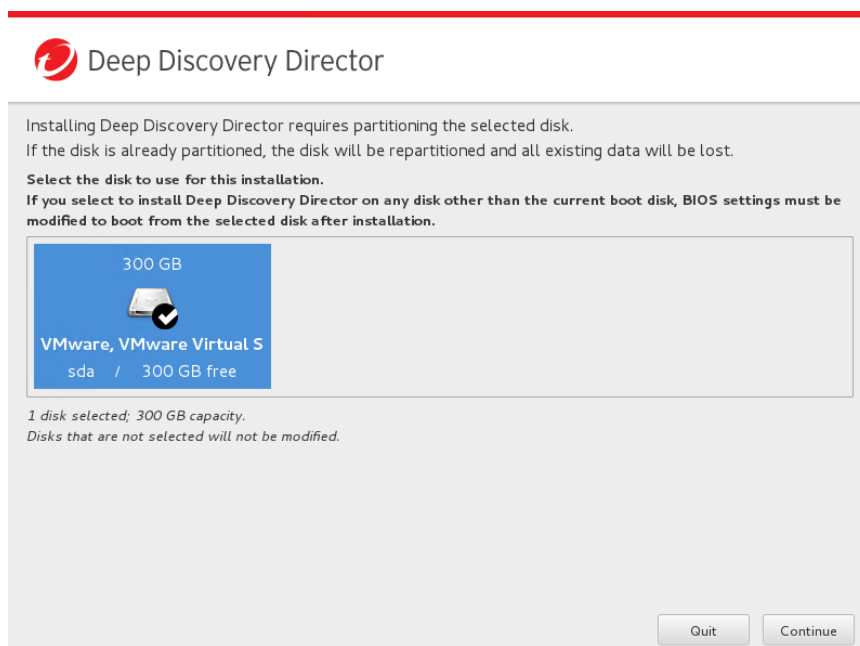 Deep Discovery Director
Installing Deep Discovery Director requires partitioning the selected disk.
If the disk is already partitioned, the disk will be repartitioned and all existing data will be lost.
Select the disk to use for this installation.
If you select to install Deep Discovery Director on any disk other than the current boot disk, BIOS settings must be
modified to boot from the selected disk after installation.
300 GB
VMware, VMware Virtual S
sda / 300 GB free
1 disk selected; 300 GB capacity.
Disks that are not selected will not be modified.
Quit Continue